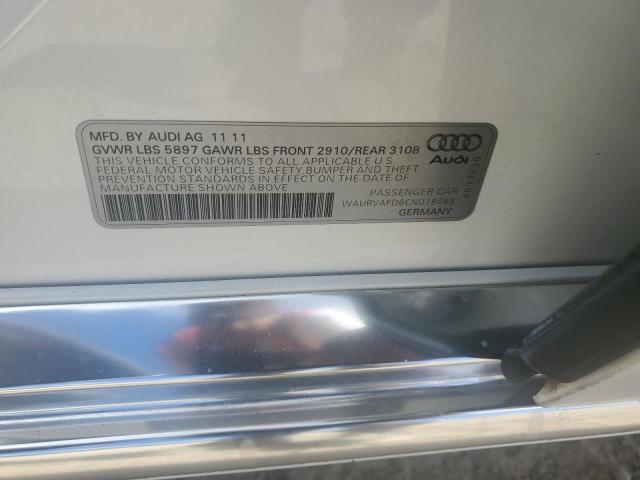 MFD. BY AUDI AG 11 11
GVWR LBS 5897 GAWR LBS FRONT 2910/REAR 3108
THIS VEHICLE CONFORMS TO ALL APPLICABLE U.S.
FEDERAL MOTOR VEHICLE SAFETY,BUMPER AND THEFT
PREVENTION STANDARDS IN EFFECT ON THE DATE OF
MANUFACTURE SHOWN ABOVE
PASSENGER CAR
WAURVAFD6CN018483
GERMANY
Audi
4633539